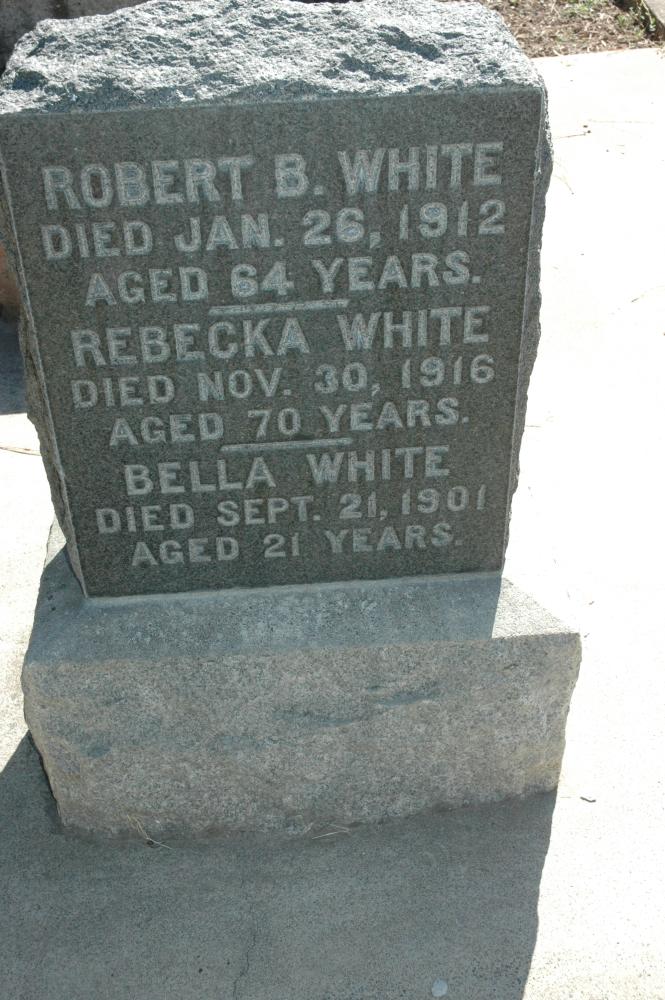 ROBERT B. WHITE
DIED JAN. 26, 1912
AGED 64 YEARS.
REBECKA WHITE
DIED NOV. 30, 1916
AGED 70 YEARS.
BELLA WHITE
DIED SEPT. 21, 1901
AGED 21 YEARS.